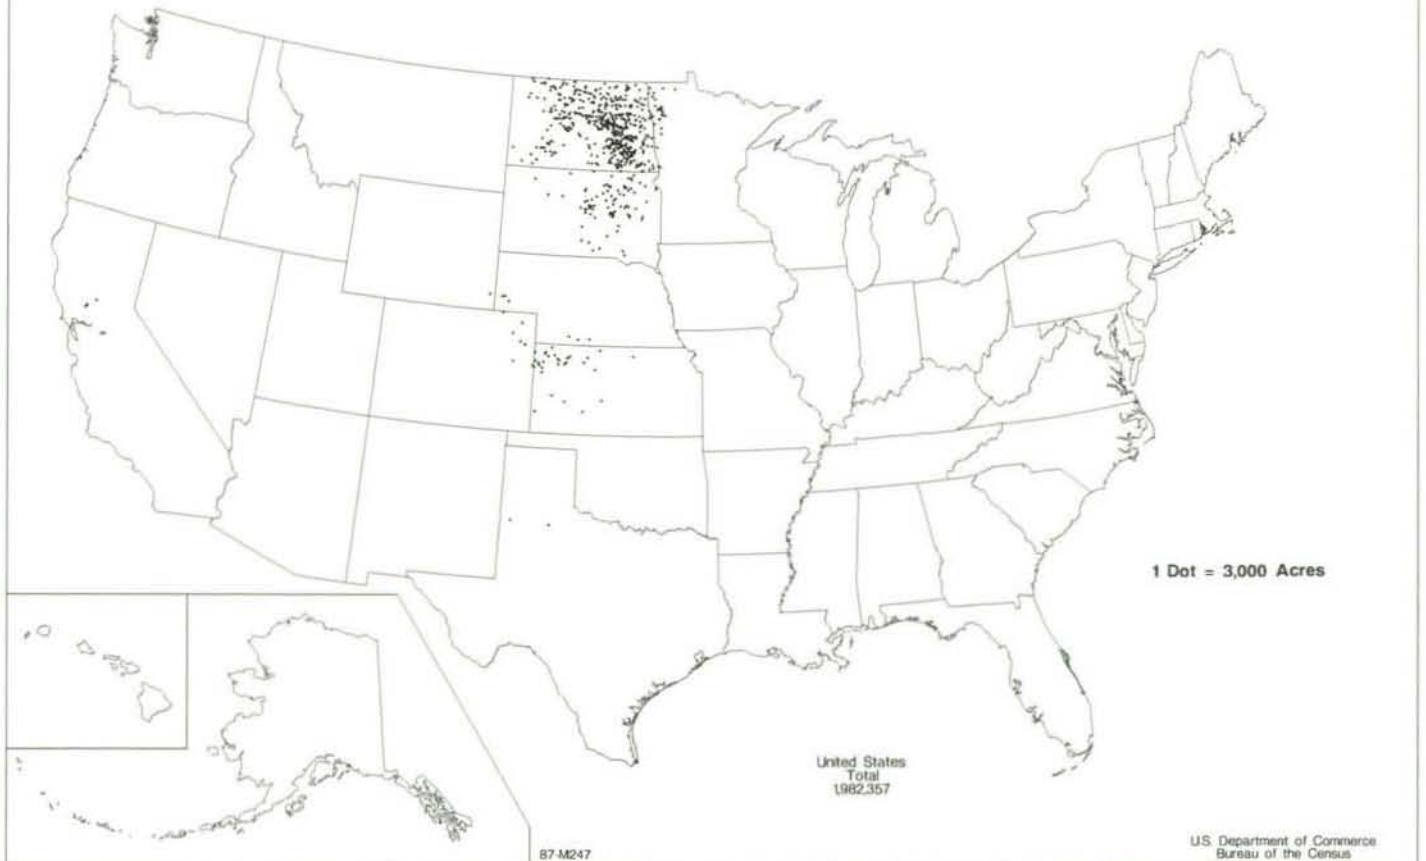 1 Dot = 3,000 Acres
United States
Total
1,982,357
87-M247
U.S. Department of Commerce
Bureau of the Census